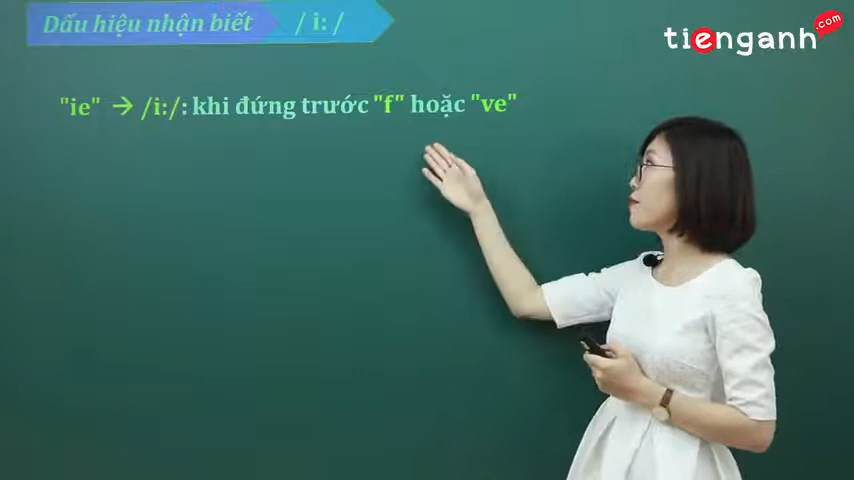 Dấu hiệu nhận biết / i: /
tienganh.com
"ie" → /i:/: khi đứng trước "f" hoặc "ve"